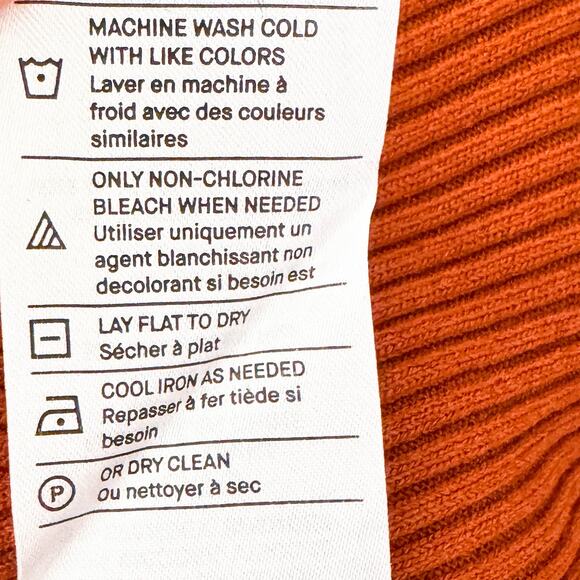 MACHINE WASH COLD
WITH LIKE COLORS
Laver en machine à
froid avec des couleurs
similaires
ONLY NON-CHLORINE
BLEACH WHEN NEEDED
Utiliser uniquement un
agent blanchissant non
decolorant si besoin est
LAY FLAT TO DRY
Sécher à plat
COOL IRON AS NEEDED
Repasser à fer tiède si
besoin
P
OR DRY CLEAN
ou nettoyer à sec